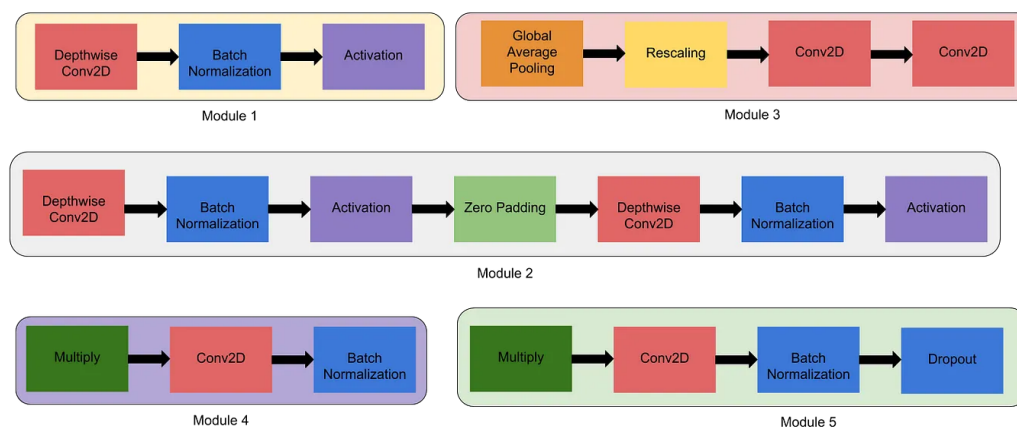 Depthwise
Conv2D
Batch
Normalization
Activation
Module 1
Global
Average
Pooling
Rescaling
Conv2D
Conv2D
Module 3
Depthwise
Conv2D
Batch
Normalization
Activation
Zero Padding
Depthwise
Conv2D
Batch
Normalization
Activation
Module 2
Multiply
Conv2D
Batch
Normalization
Module 4
Multiply
Conv2D
Batch
Normalization
Dropout
Module 5